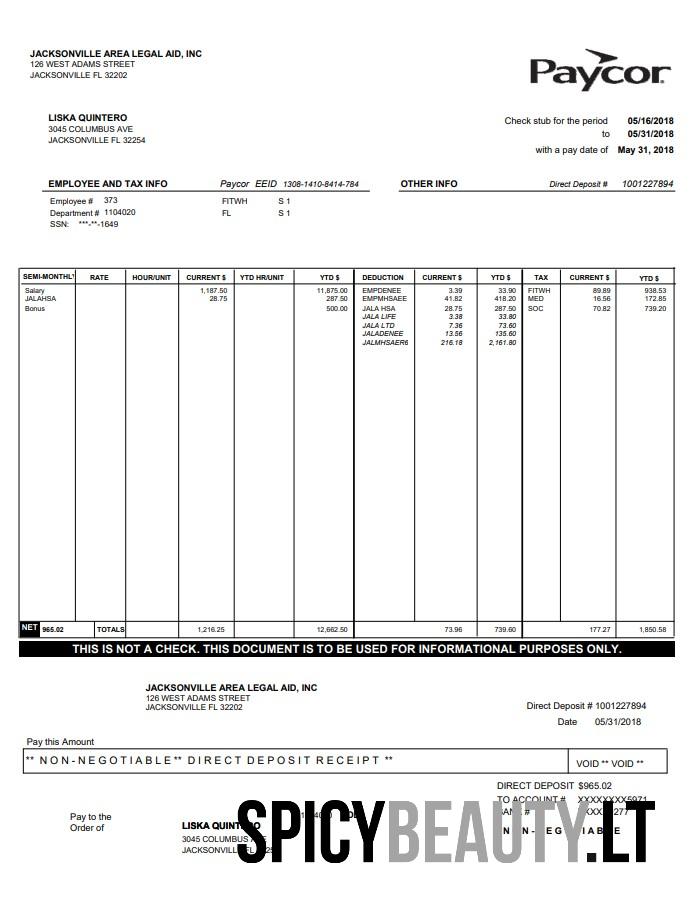 JACKSONVILLE AREA LEGAL AID, INC
126 WEST ADAMS STREET
JACKSONVILLE FL 32202
Paycor
LISKA QUINTERO
3045 COLUMBUS AVE
JACKSONVILLE FL 32254
Check stub for the period 05/16/2018
to 05/31/2018
with a pay date of May 31, 2018
EMPLOYEE AND TAX INFO Paycor EEID 1308-1410-8414-784 OTHER INFO Direct Deposit # 1001227894
Employee # 373 FITWH S 1
Department # 1104020 FL S 1
SSN: ***-**-1649
SEMI-MONTHLY RATE HOUR/UNIT CURRENT $ YTD HR/UNIT YTD $ DEDUCTION CURRENT $ YTD $ TAX CURRENT $ YTD $
Salary 1,187.50 11,875.00 EMPDENEE 3.39 33.90 FITWH 89.89 938.53
JALAHSA 28.75 287.50 EMPMHSAEE 41.82 418.20 MED 16.56 172.85
Bonus 500.00 JALA HSA 28.75 287.50 SOC 70.82 739.20
JALA LIFE 3.38 33.80
JALA LTD 7.36 73.60
JALADENEE 13.56 135.60
JALMHSAER6 216.18 2,161.80
NET 965.02 TOTALS 1,216.25 12,662.50 73.96 739.60 177.27 1,850.58
THIS IS NOT A CHECK. THIS DOCUMENT IS TO BE USED FOR INFORMATIONAL PURPOSES ONLY.
JACKSONVILLE AREA LEGAL AID, INC
126 WEST ADAMS STREET
JACKSONVILLE FL 32202
Direct Deposit # 1001227894
Date 05/31/2018
Pay this Amount
** NON-NEGOTIABLE ** DIRECT DEPOSIT RECEIPT ** VOID ** VOID **
DIRECT DEPOSIT $965.02
TO ACCOUNT # XXXXXXXX5971
Pay to the
Order of
LISKA QUINTERO
3045 COLUMBUS
JACKSONVILLE FL
SPICYBEAUTY.LT